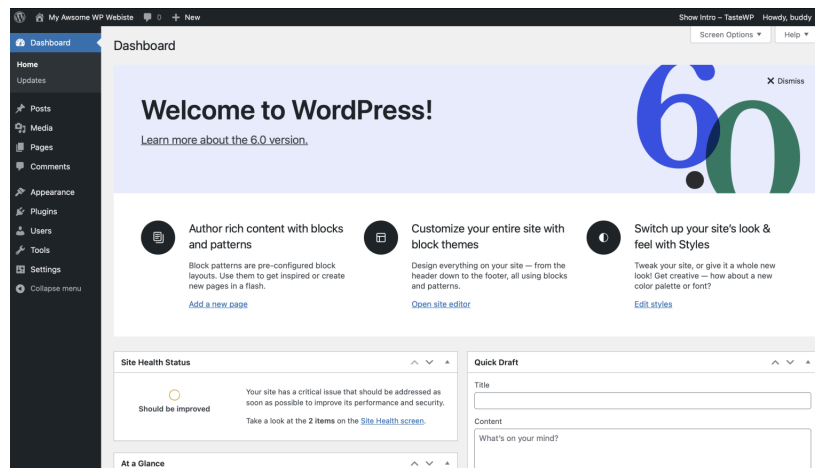 My Awsome WP Webiste 0 + New Show Intro – TasteWP Howdy, buddy
Screen Options ▼ Help ▼
Dashboard
Home
Updates
Posts
Media
Pages
Comments
Appearance
Plugins
Users
Tools
Settings
Collapse menu
Dashboard
Dismiss
Welcome to WordPress!
Learn more about the 6.0 version.
6.0
Author rich content with blocks
and patterns
Block patterns are pre-configured block
layouts. Use them to get inspired or create
new pages in a flash.
Add a new page
Customize your entire site with
block themes
Design everything on your site — from the
header down to the footer, all using blocks
and patterns.
Open site editor
Switch up your site's look &
feel with Styles
Tweak your site, or give it a whole new
look! Get creative — how about a new
color palette or font?
Edit styles
Site Health Status
Should be improved
Your site has a critical issue that should be addressed as
soon as possible to improve its performance and security.
Take a look at the 2 items on the Site Health screen.
At a Glance
Quick Draft
Title
Content
What's on your mind?